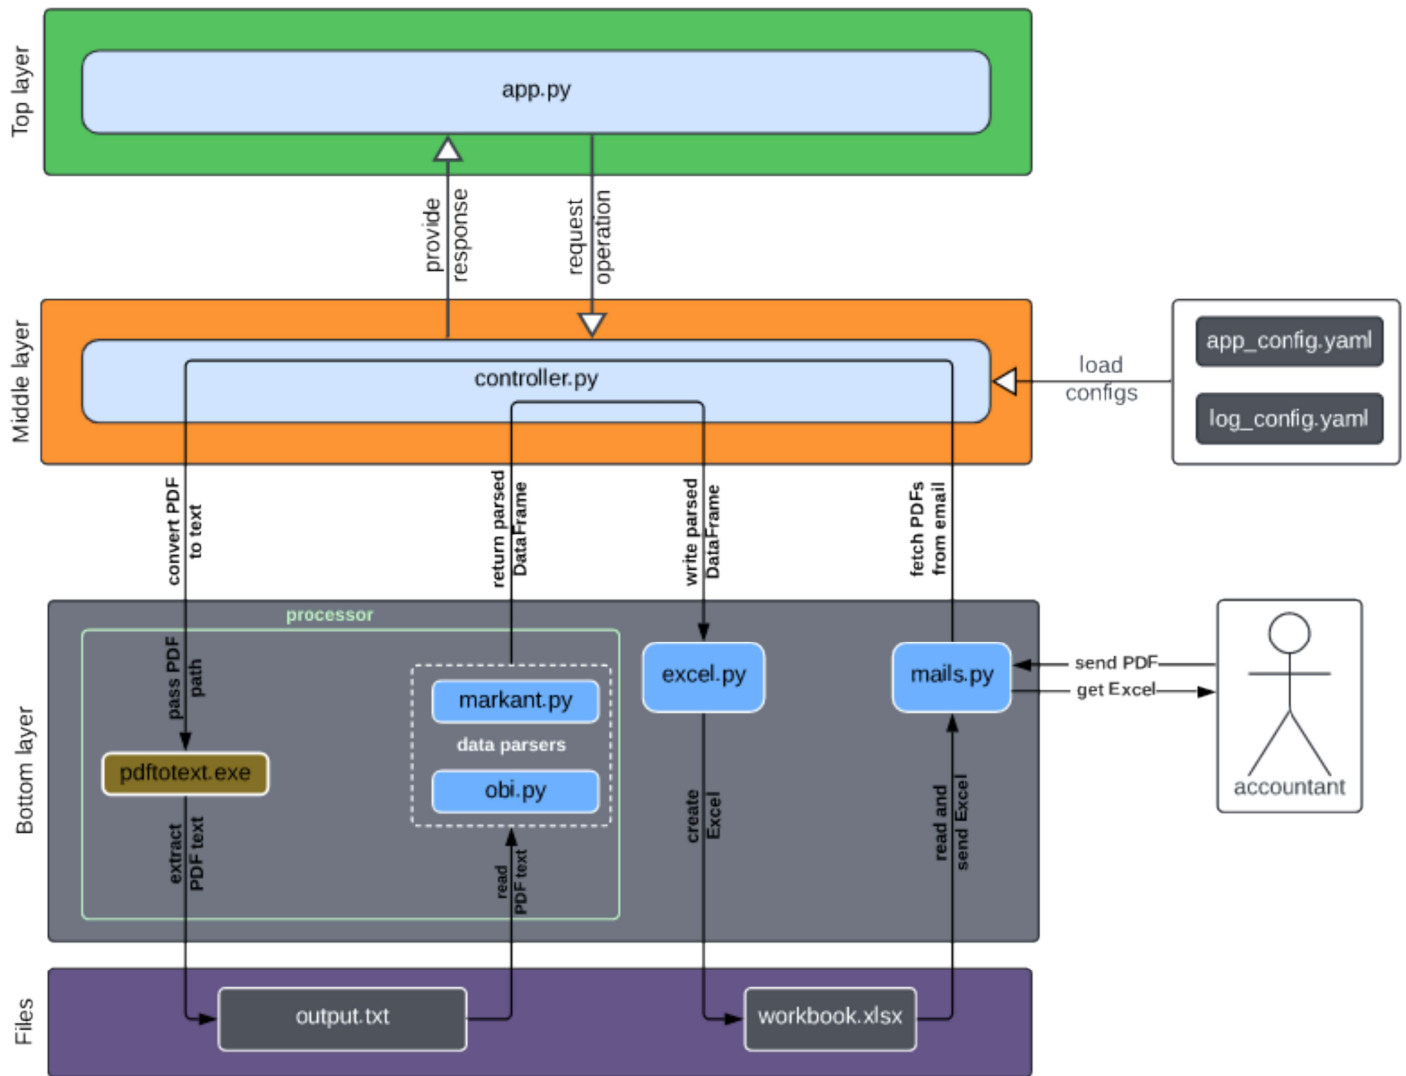 Top layer
app.py
provide
response
request
operation
Middle layer
controller.py
load
configs
app_config.yaml
log_config.yaml
convert PDF
to text
return parsed
DataFrame
write parsed
DataFrame
fetch PDFs
from email
Bottom layer
processor
pass PDF
path
pdftotext.exe
extract
PDF text
markant.py
data parsers
obi.py
read
PDF text
excel.py
create
Excel
mails.py
read and
send Excel
send PDF
get Excel
accountant
Files
output.txt
workbook.xlsx